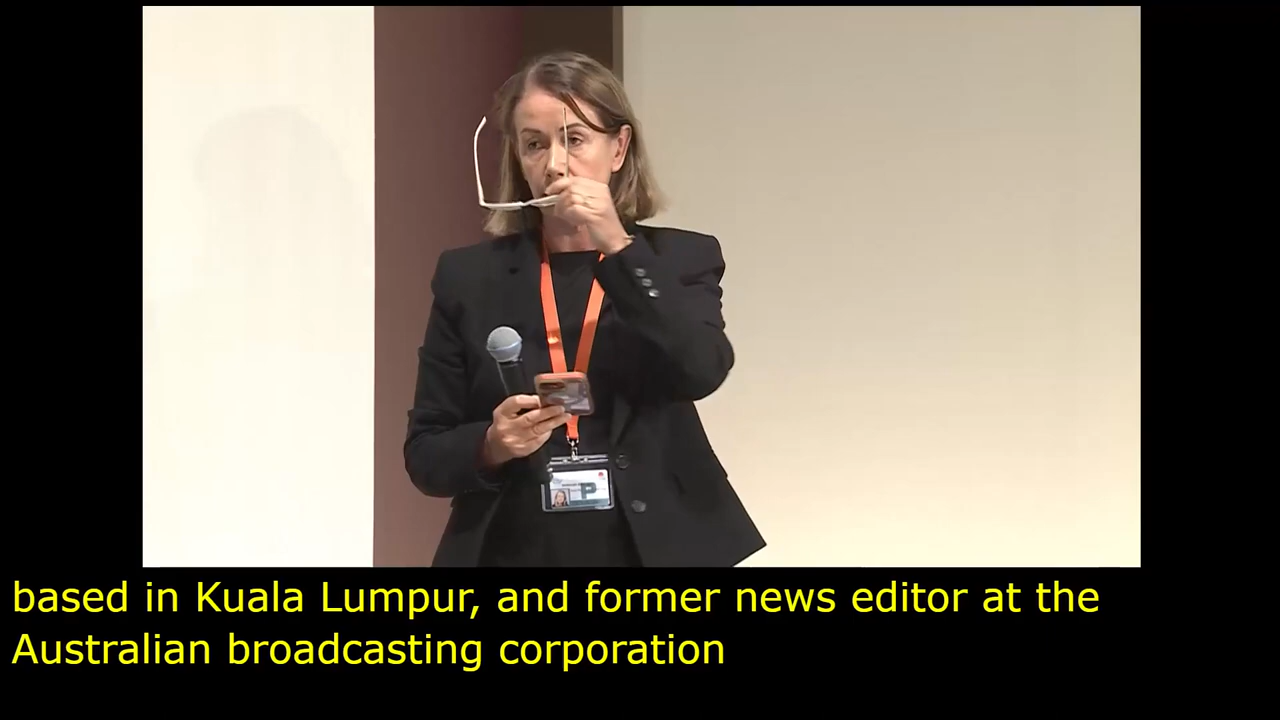 P
based in Kuala Lumpur, and former news editor at the
Australian broadcasting corporation